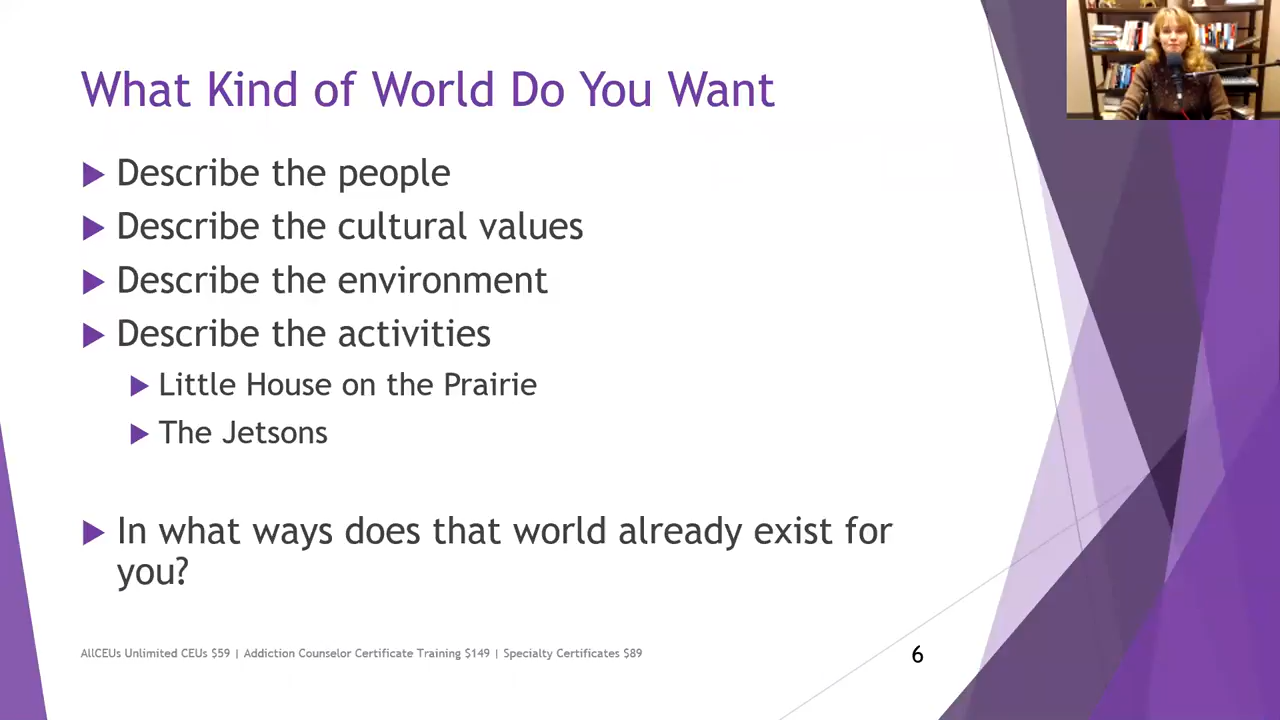 What Kind of World Do You Want
Describe the people
Describe the cultural values
Describe the environment
Describe the activities
Little House on the Prairie
The Jetsons
In what ways does that world already exist for
you?
AllCEUs Unlimited CEUs $59 | Addiction Counselor Certificate Training $149 | Specialty Certificates $89
6